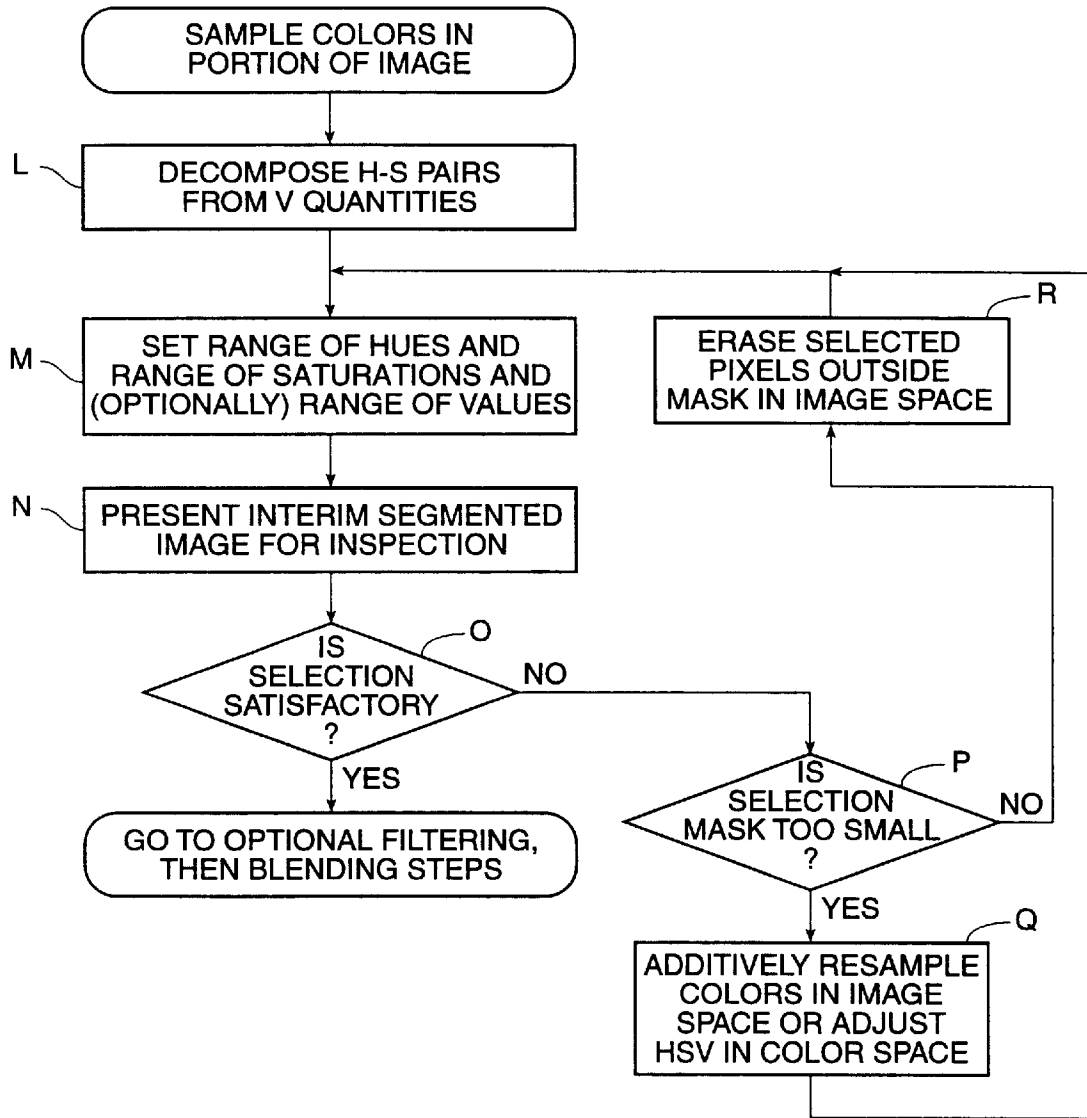 SAMPLE COLORS IN
PORTION OF IMAGE
L
DECOMPOSE H-S PAIRS
FROM V QUANTITIES
M
SET RANGE OF HUES AND
RANGE OF SATURATIONS AND
(OPTIONALLY) RANGE OF VALUES
R
ERASE SELECTED
PIXELS OUTSIDE
MASK IN IMAGE SPACE
N
PRESENT INTERIM SEGMENTED
IMAGE FOR INSPECTION
O
IS
SELECTION
SATISFACTORY
?
NO
YES
GO TO OPTIONAL FILTERING,
THEN BLENDING STEPS
P
IS
SELECTION
MASK TOO SMALL
?
NO
YES
Q
ADDITIVELY RESAMPLE
COLORS IN IMAGE
SPACE OR ADJUST
HSV IN COLOR SPACE